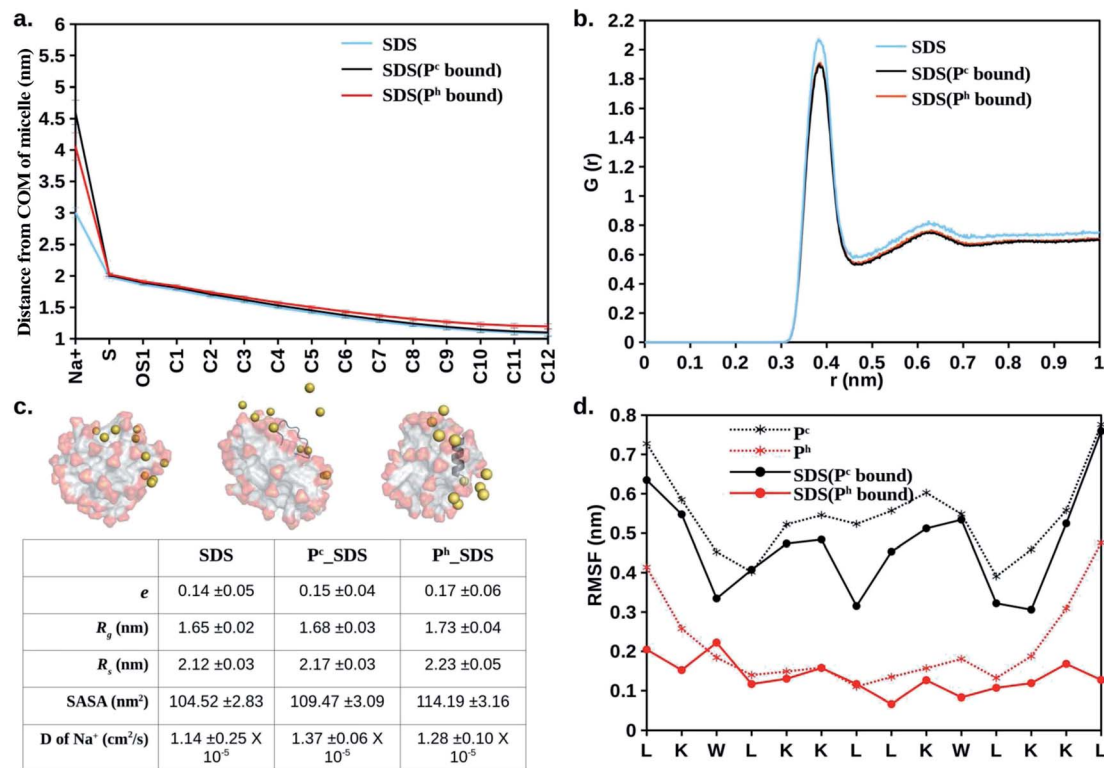 a.
6
5.5
5
4.5
4
3.5
3
2.5
2
1.5
1
Distance from COM of micelle (nm)
SDS
SDS(Pᶜ bound)
SDS(Pʰ bound)
Na+ S OS1 C1 C2 C3 C4 C5 C6 C7 C8 C9 C10 C11 C12
b.
2.2
2
1.8
1.6
1.4
1.2
1
0.8
0.6
0.4
0.2
0
G (r)
SDS
SDS(Pᶜ bound)
SDS(Pʰ bound)
0 0.1 0.2 0.3 0.4 0.5 0.6 0.7 0.8 0.9 1
r (nm)
c.
SDS Pᶜ_SDS Pʰ_SDS
e 0.14 ±0.05 0.15 ±0.04 0.17 ±0.06
Rg (nm) 1.65 ±0.02 1.68 ±0.03 1.73 ±0.04
Rs (nm) 2.12 ±0.03 2.17 ±0.03 2.23 ±0.05
SASA (nm²) 104.52 ±2.83 109.47 ±3.09 114.19 ±3.16
D of Na⁺ (cm²/s) 1.14 ±0.25 X 1.37 ±0.06 X 1.28 ±0.10 X
10⁻⁵ 10⁻⁵ 10⁻⁵
d.
0.8
0.7
0.6
0.5
0.4
0.3
0.2
0.1
0
RMSF (nm)
Pᶜ
Pʰ
SDS(Pᶜ bound)
SDS(Pʰ bound)
L K W L K K L L K W L K K L